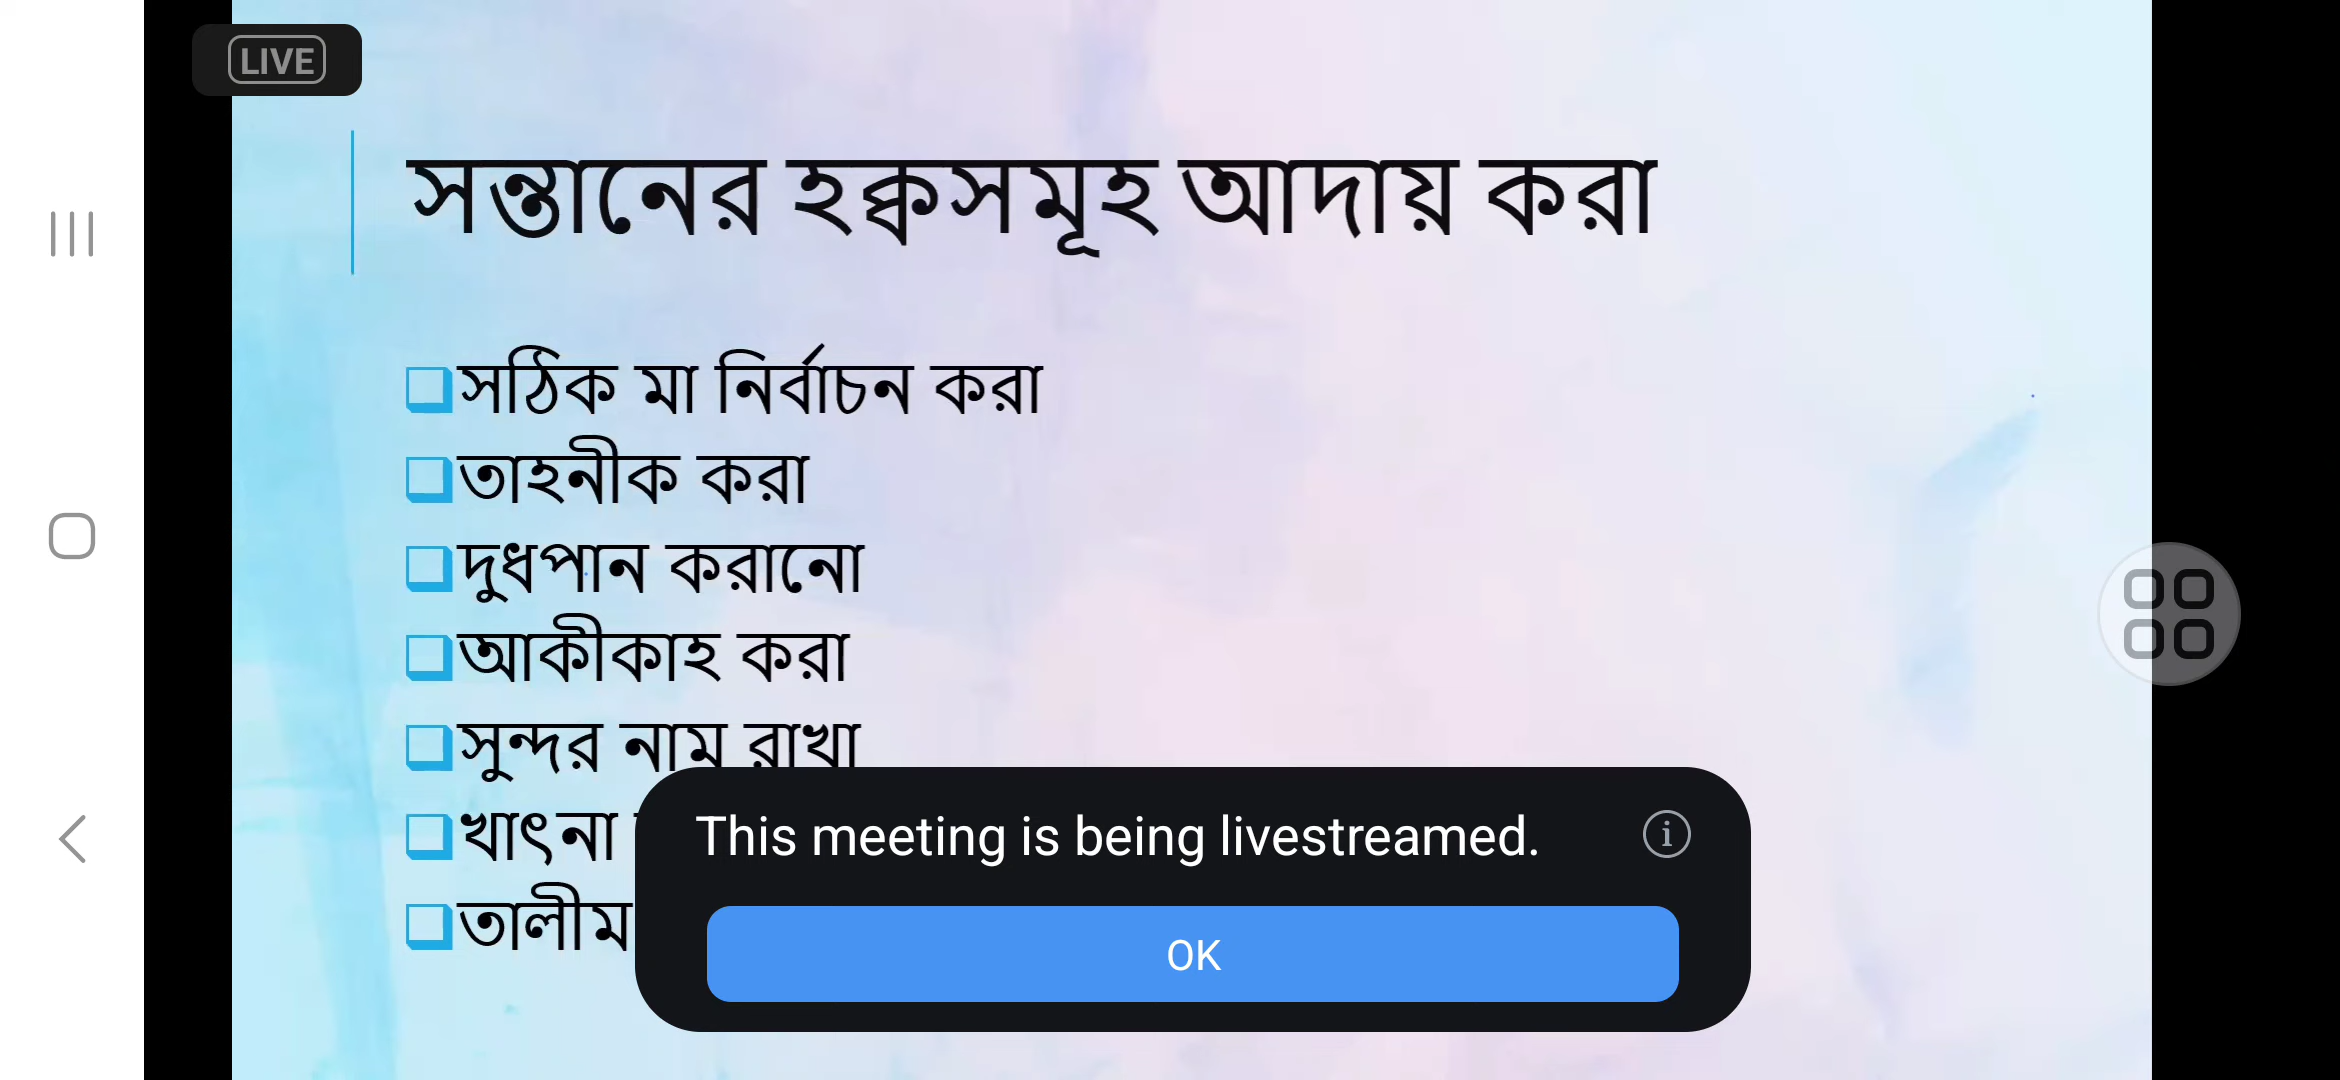 LIVE
সন্তানের হক্বসমূহ আদায় করা
সঠিক মা নির্বাচন করা
তাহনীক করা
দুধপান করানো
আকীকাহ করা
সুন্দর নাম রাখা
খাৎনা
তালীম
This meeting is being livestreamed.
OK